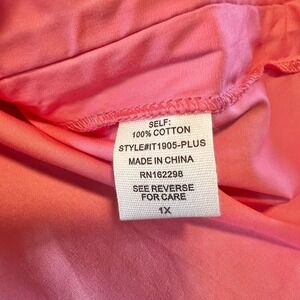 SELF:
100% COTTON
STYLE#IT1905-PLUS
MADE IN CHINA
RN162298
SEE REVERSE
FOR CARE
1X